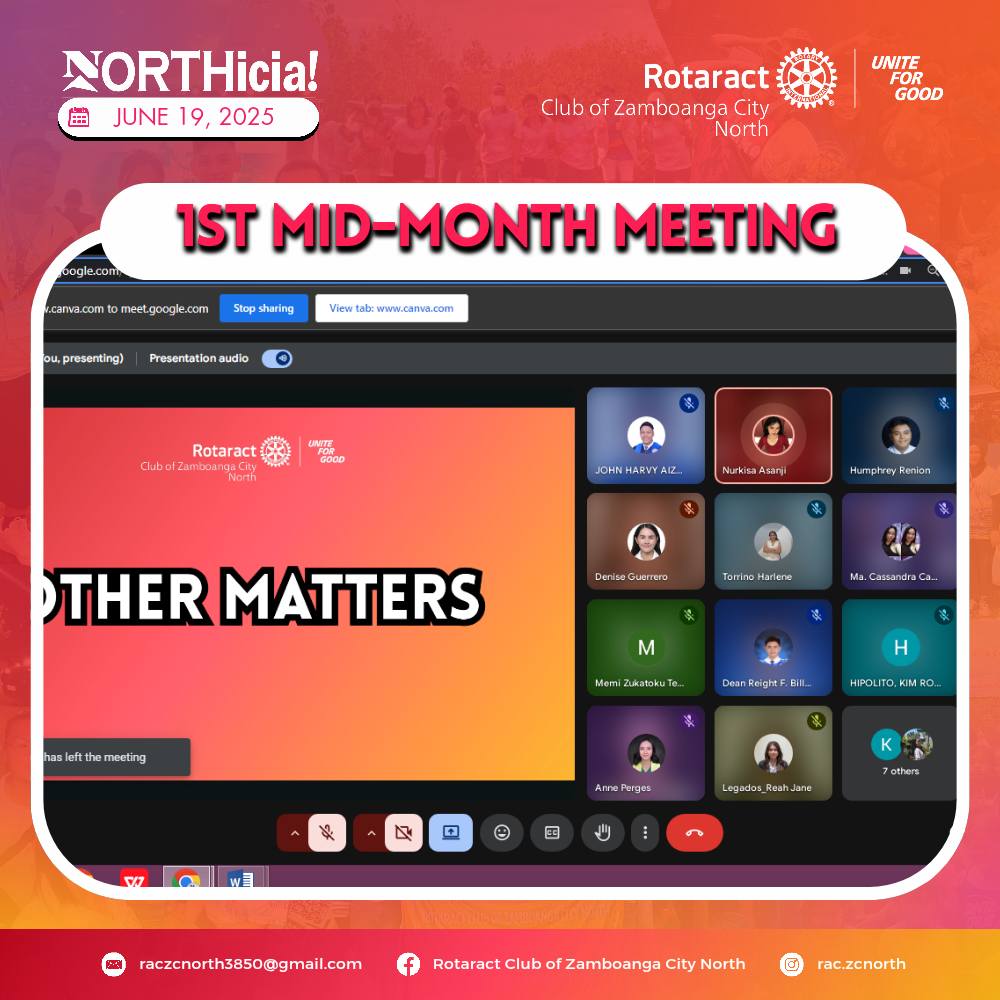 NORTHicia!
JUNE 19, 2025
Rotaract
Club of Zamboanga City
North
UNITE
FOR
GOOD
1ST MID-MONTH MEETING
google.com
.canva.com to meet.google.com
Stop sharing
View tab: www.canva.com
ou, presenting)
Presentation audio
Rotaract
Club of Zamboanga City
North
UNITE
FOR
GOOD
OTHER MATTERS
has left the meeting
JOHN HARVY AIZ...
Nurkisa Asanji
Humphrey Renion
Denise Guerrero
Torrino Harlene
Ma. Cassandra Ca...
M
Memi Zukatoku Te...
Dean Reight F. Bill...
H
HIPOLITO, KIM RO...
Anne Perges
Legados_Reah Jane
K
7 others
CC
W
raczcnorth3850@gmail.com
Rotaract Club of Zamboanga City North
rac.zcnorth